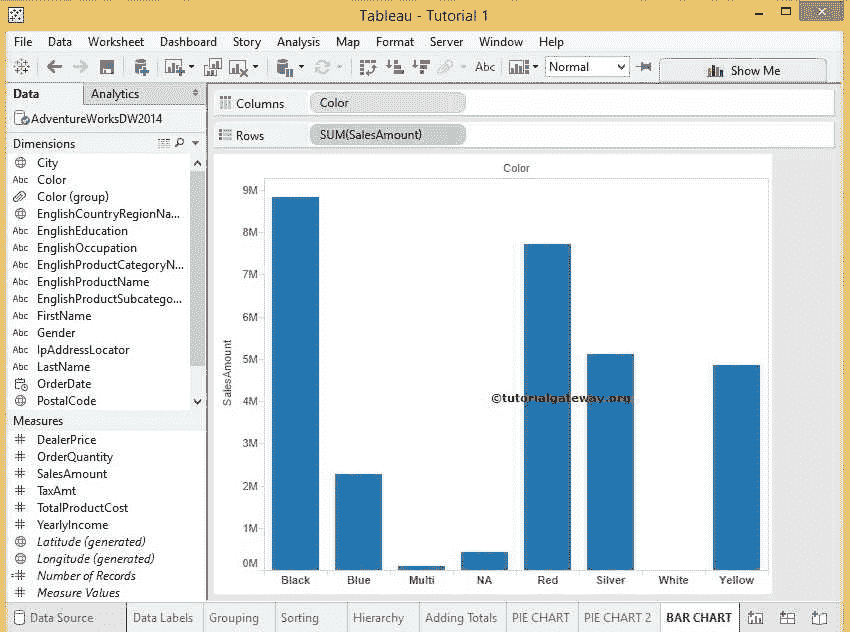 Tableau - Tutorial 1
File Data Worksheet Dashboard Story Analysis Map Format Server Window Help
Abc Normal Show Me
Data Analytics
AdventureWorksDW2014
Dimensions
City
Abc Color
Color (group)
EnglishCountryRegionNa...
Abc EnglishEducation
Abc EnglishOccupation
Abc EnglishProductCategoryN...
Abc EnglishProductName
Abc EnglishProductSubcatego...
Abc FirstName
Abc Gender
Abc IpAddressLocator
Abc LastName
OrderDate
PostalCode
Measures
# DealerPrice
# OrderQuantity
# SalesAmount
# TaxAmt
# TotalProductCost
# YearlyIncome
Latitude (generated)
Longitude (generated)
=# Number of Records
# Measure Values
Columns Color
Rows SUM(SalesAmount)
Color
9M
8M
7M
6M
5M
4M
3M
2M
1M
0M
SalesAmount
©tutorialgateway.org
Black Blue Multi NA Red Silver White Yellow
Data Source Data Labels Grouping Sorting Hierarchy Adding Totals PIE CHART PIE CHART 2 BAR CHART